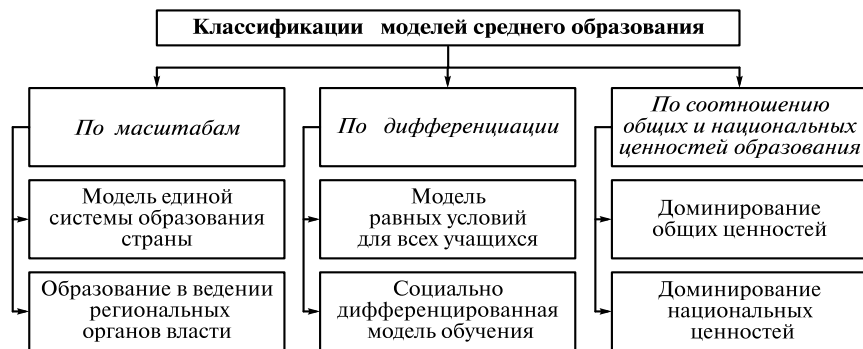 Классификации моделей среднего образования
По масштабам
По дифференциации
По соотношению
общих и национальных
ценностей образования
Модель единой
системы образования
страны
Модель
равных условий
для всех учащихся
Доминирование
общих ценностей
Образование в ведении
региональных
органов власти
Социально
дифференцированная
модель обучения
Доминирование
национальных
ценностей